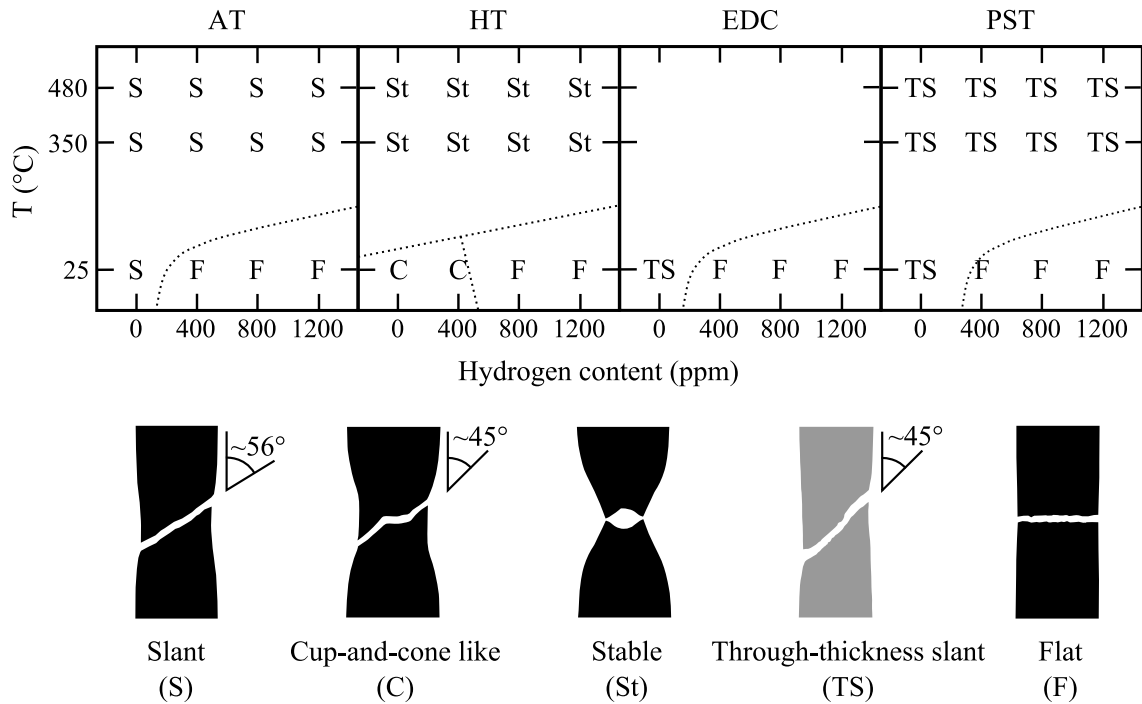 AT HT EDC PST
480 S S S S St St St St TS TS TS TS
350 S S S S St St St St TS TS TS TS
T (°C)
25 S F F F C C F F TS F F F TS F F F
0 400 800 1200 0 400 800 1200 0 400 800 1200 0 400 800 1200
Hydrogen content (ppm)
~56° ~45° ~45°
Slant Cup-and-cone like Stable Through-thickness slant Flat
(S) (C) (St) (TS) (F)